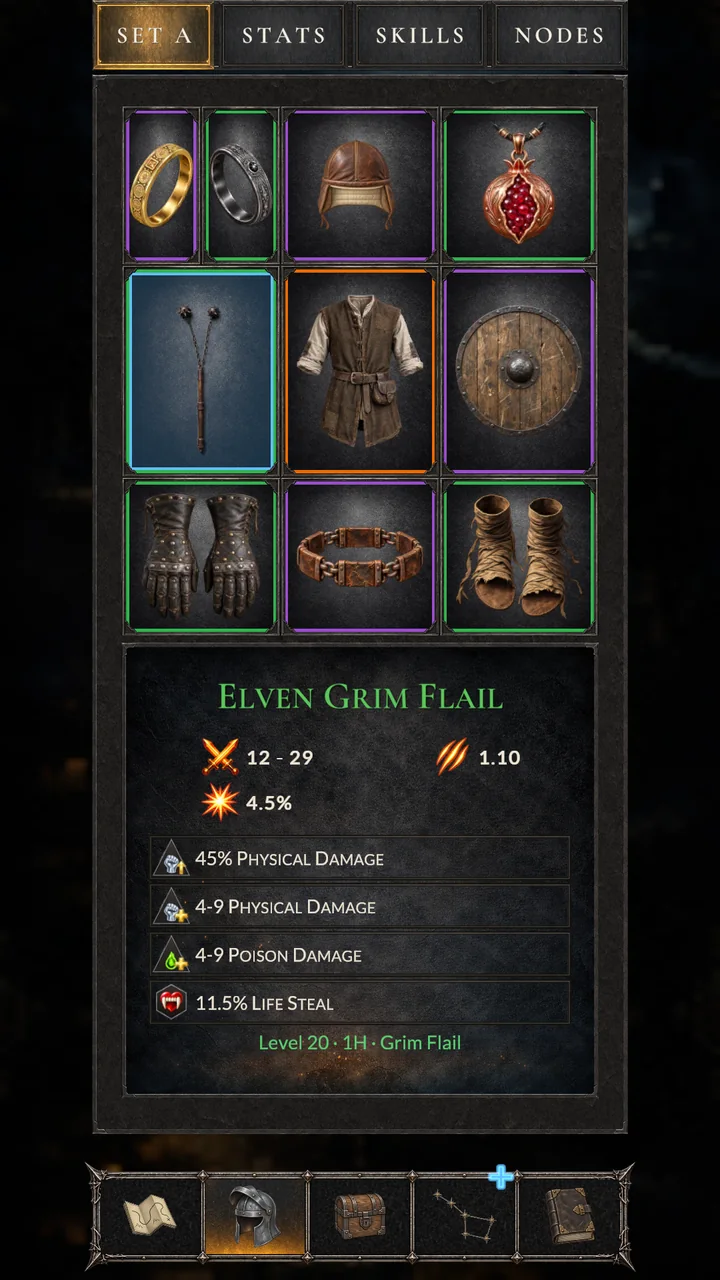 SET A
STATS
SKILLS
NODES
Elven Grim Flail
12 - 29
1.10
4.5%
45% Physical Damage
4-9 Physical Damage
4-9 Poison Damage
11.5% Life Steal
Level 20 · 1H · Grim Flail